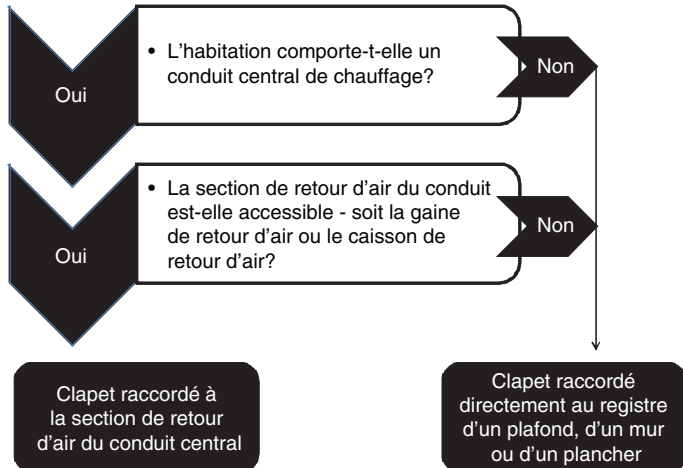 • L'habitation comporte-t-elle un
conduit central de chauffage?
Oui
Non
• La section de retour d'air du conduit
est-elle accessible - soit la gaine
de retour d'air ou le caisson de
retour d'air?
Oui
Non
Clapet raccordé à
la section de retour
d'air du conduit central
Clapet raccordé
directement au registre
d'un plafond, d'un mur
ou d'un plancher